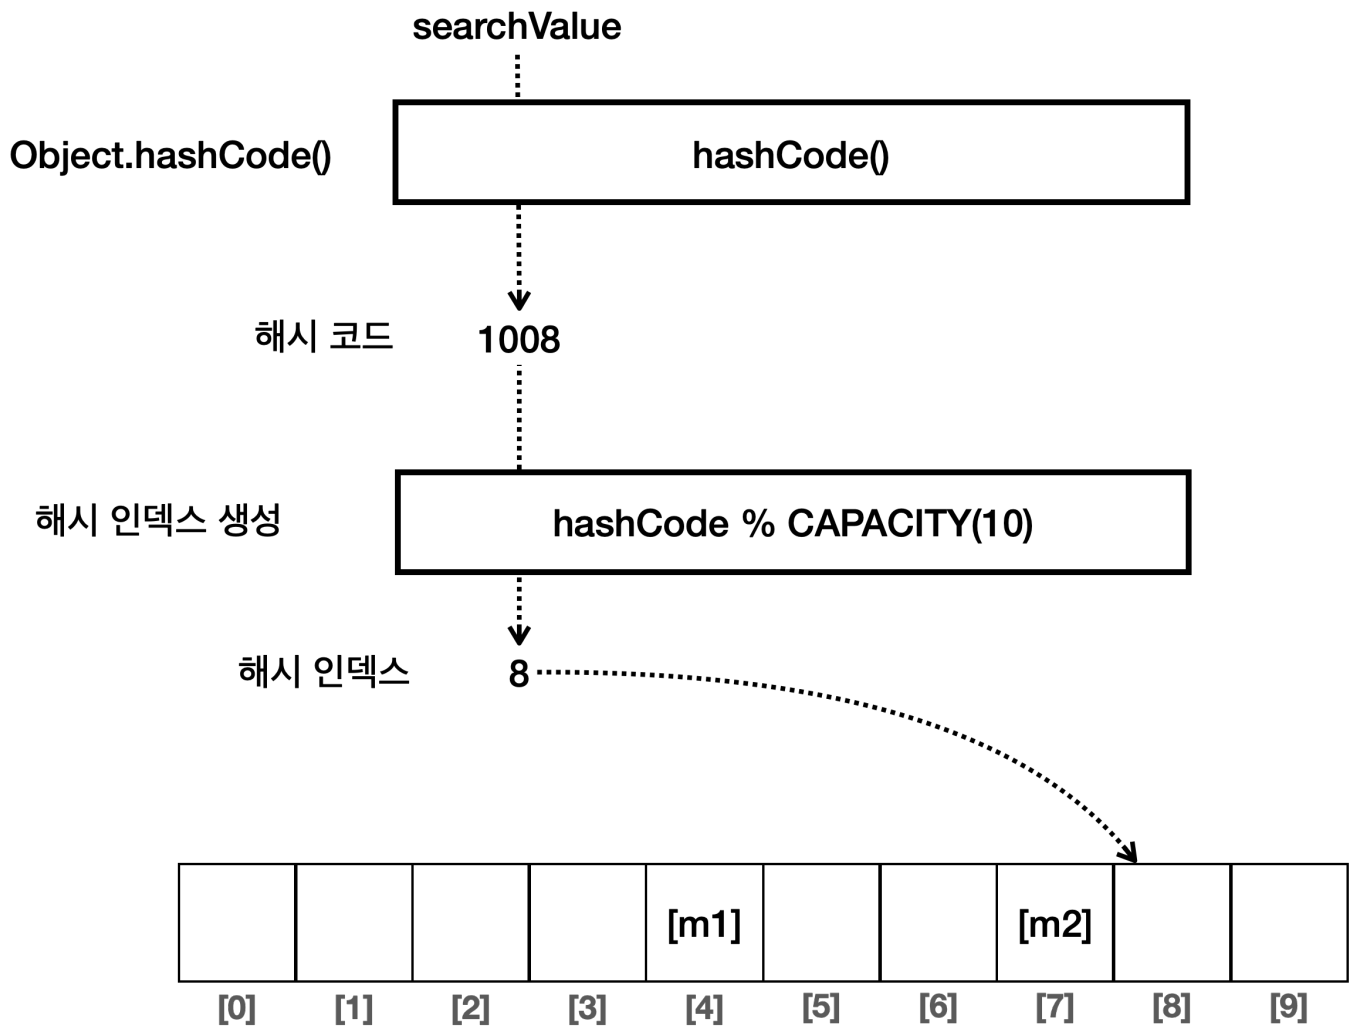 searchValue
Object.hashCode()
hashCode()
해시 코드
1008
해시 인덱스 생성
hashCode % CAPACITY(10)
해시 인덱스
8
[m1]
[m2]
[0]
[1]
[2]
[3]
[4]
[5]
[6]
[7]
[8]
[9]